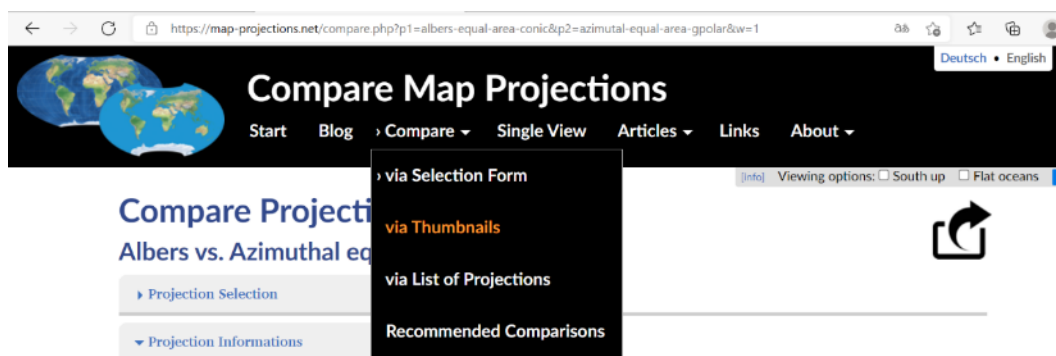 https://map-projections.net/compare.php?p1=albers-equal-area-conic&p2=azimutal-equal-area-gpolar&w=1
Deutsch • English
Compare Map Projections
Start Blog › Compare Single View Articles Links About
› via Selection Form
[info] Viewing options: South up Flat oceans
Compare Projecti
via Thumbnails
Albers vs. Azimuthal eq
via List of Projections
Projection Selection
Recommended Comparisons
Projection Informations